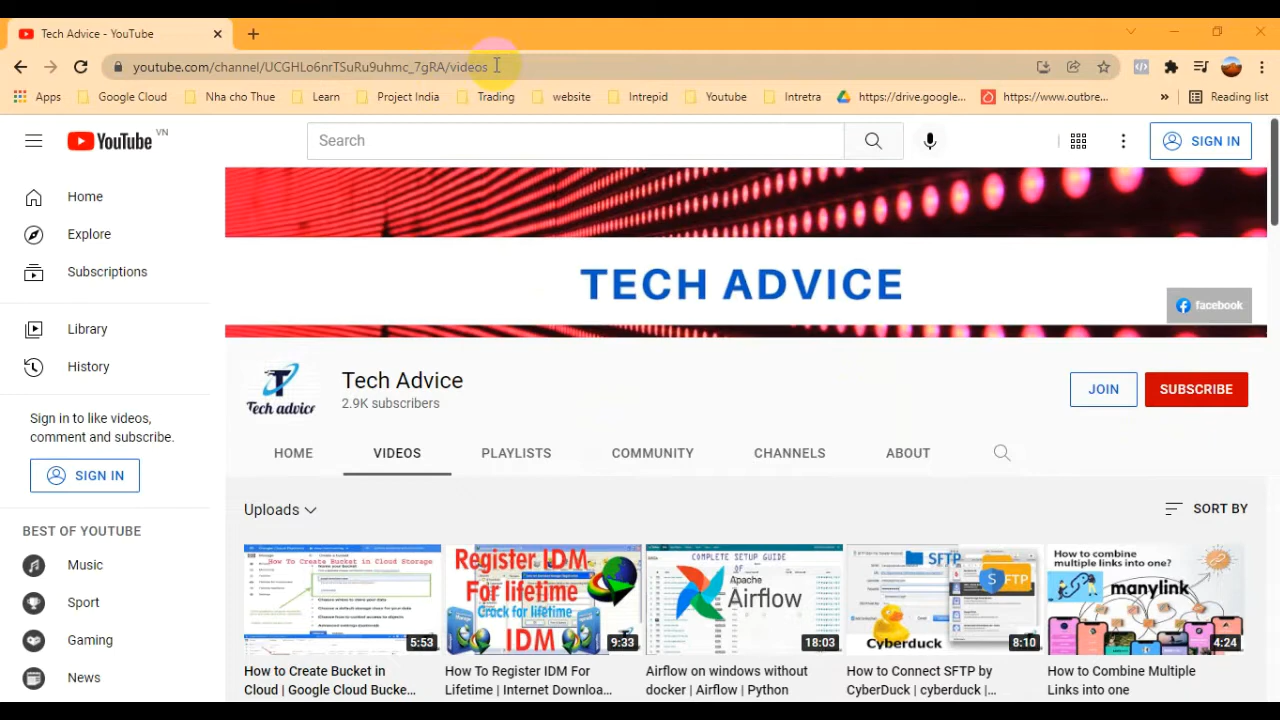 Tech Advice - YouTube
youtube.com/channel/UCGHLo6nrTSuRu9uhmc_7gRA/videos
Apps
Google Cloud
Nha cho Thue
Learn
Project India
Trading
website
Intrepid
Youtube
Intretra
https://drive.google...
https://www.outbre...
»
Reading list
YouTube VN
Search
SIGN IN
Home
Explore
Subscriptions
Library
History
Sign in to like videos,
comment and subscribe.
SIGN IN
BEST OF YOUTUBE
Music
Sport
Gaming
News
TECH ADVICE
facebook
Tech advice
Tech Advice
2.9K subscribers
JOIN
SUBSCRIBE
HOME
VIDEOS
PLAYLISTS
COMMUNITY
CHANNELS
ABOUT
Uploads
SORT BY
How To Create Bucket in Cloud Storage
5:53
How to Create Bucket in
Cloud | Google Cloud Bucke...
Register IDM
For lifetime
Crack for lifetime
IDM
9:33
How To Register IDM For
Lifetime | Internet Downloa...
COMPLETE SETUP GUIDE
OF
Apache
Airflow
18:03
Airflow on windows without
docker | Airflow | Python
SFTP
SFTP
Cyberduck
8:10
How to Connect SFTP by
CyberDuck | cyberduck |...
How to combine
multiple links into one?
manylink
4:24
How to Combine Multiple
Links into one